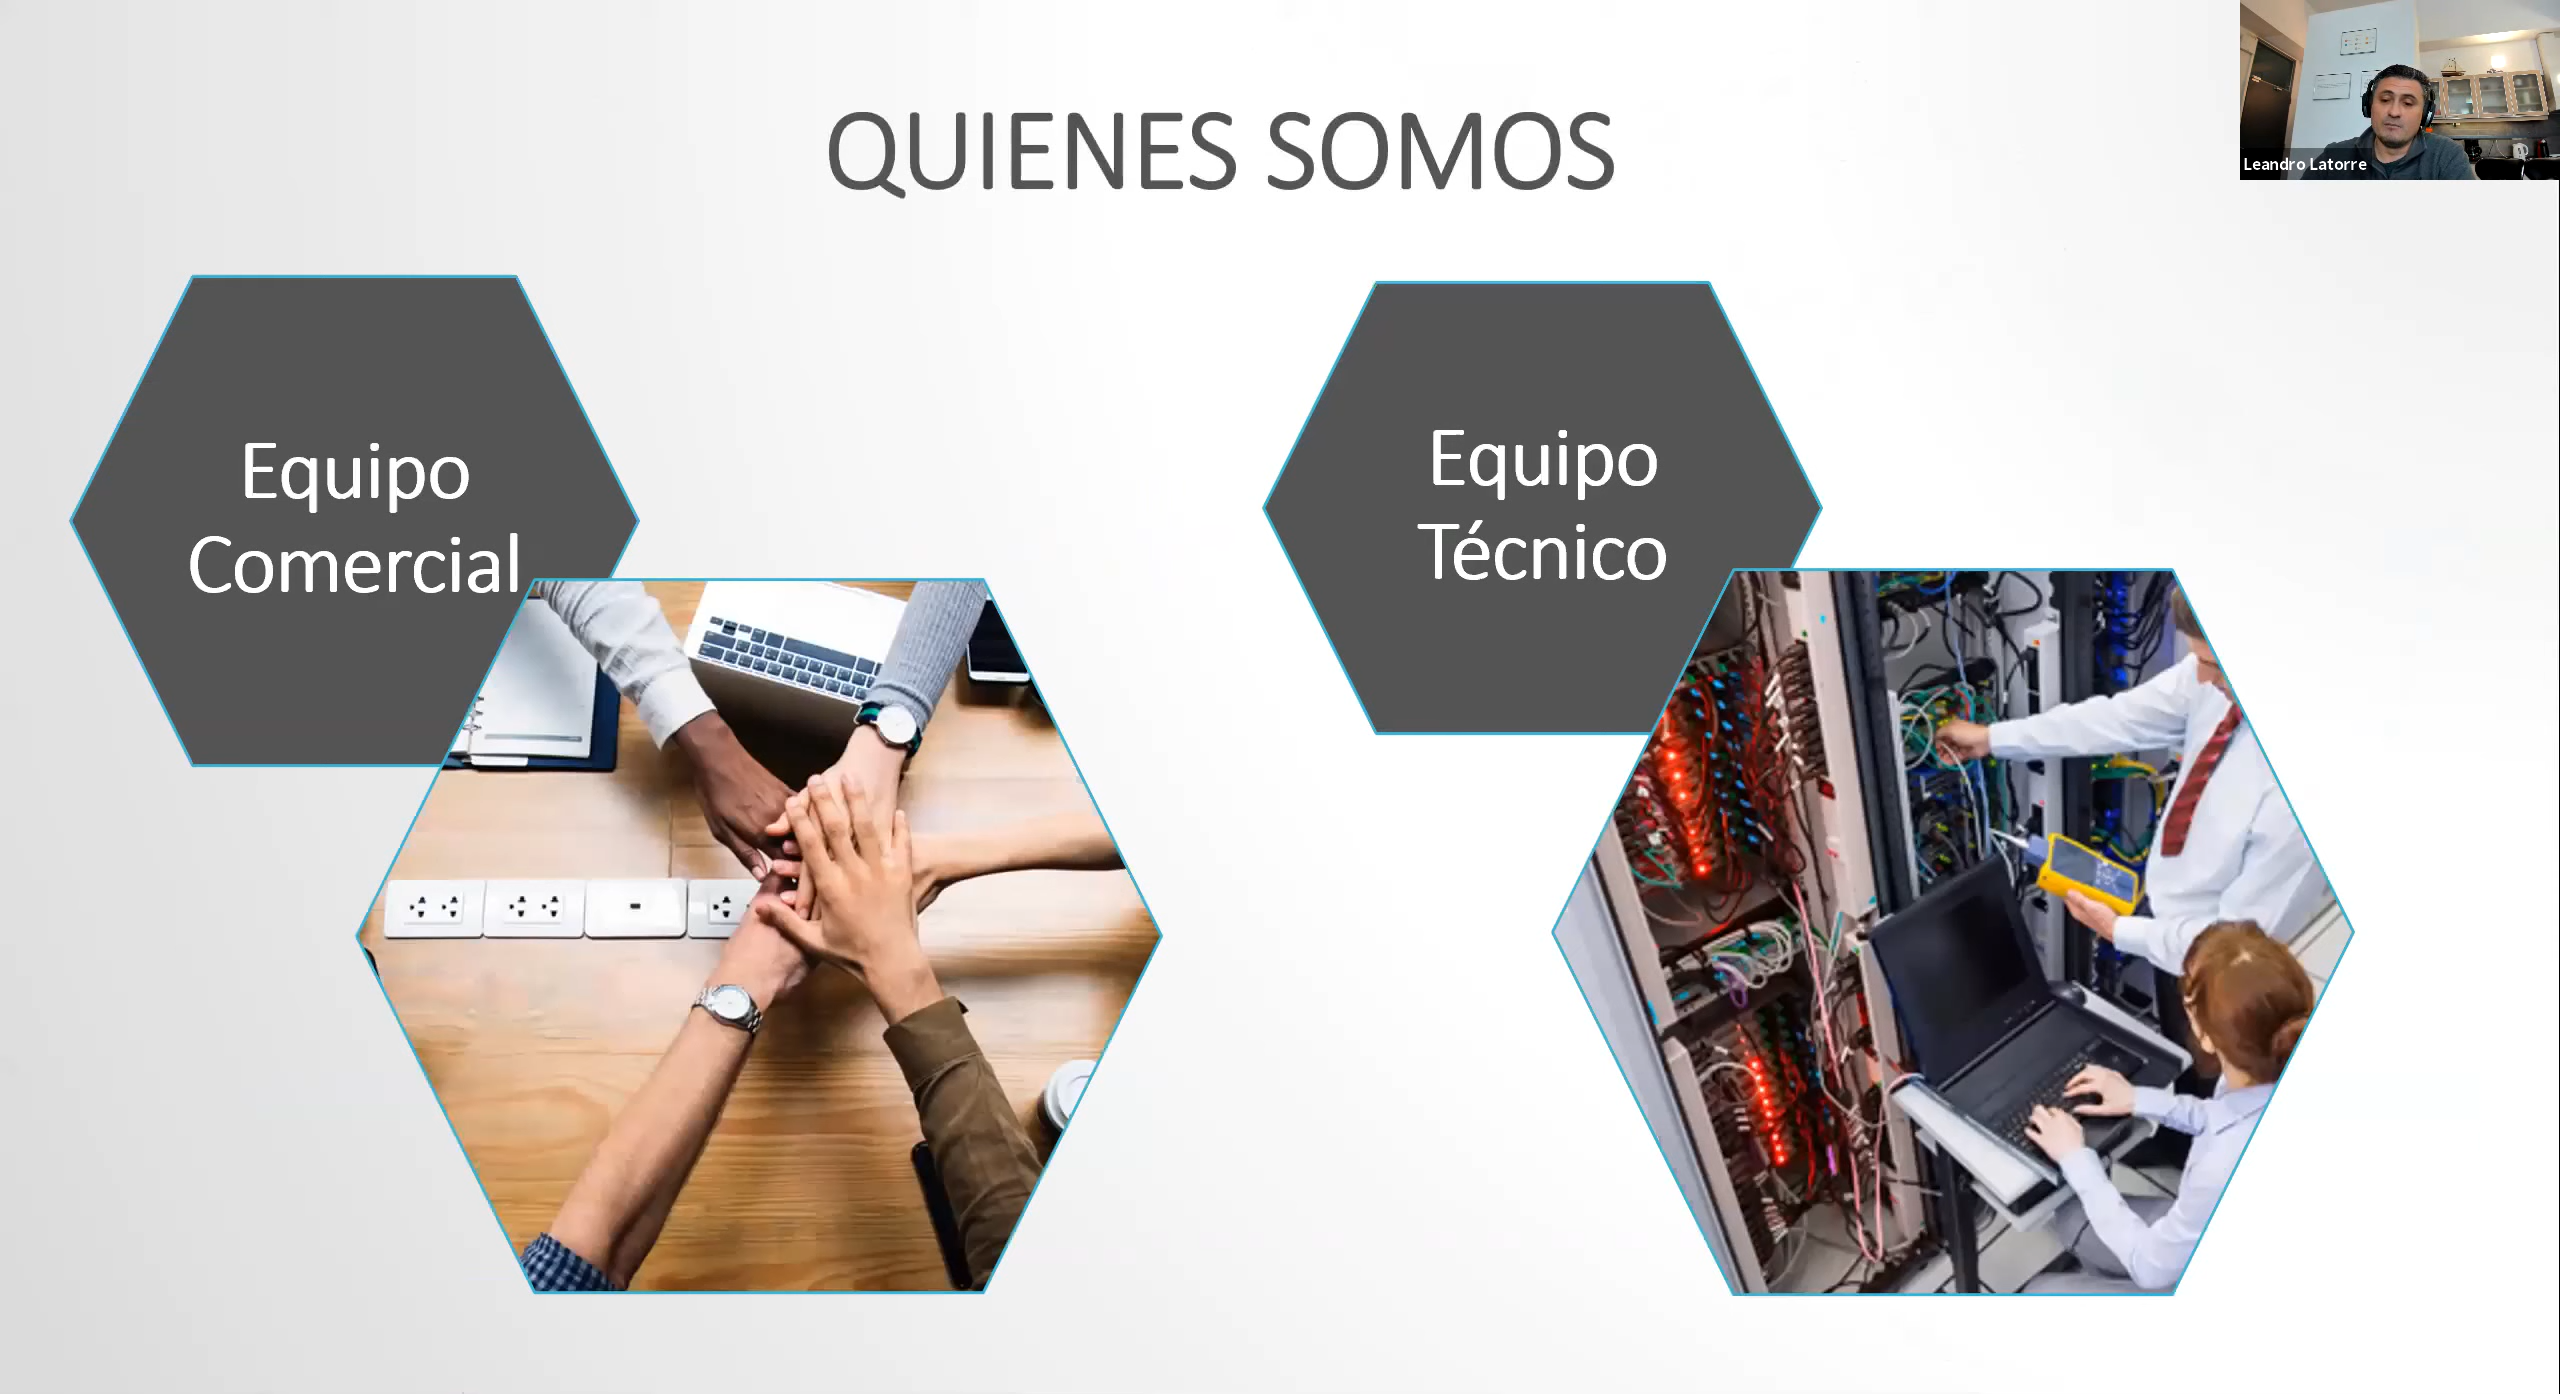 QUIENES SOMOS
Leandro Latorre
Equipo
Comercial
Equipo
Técnico